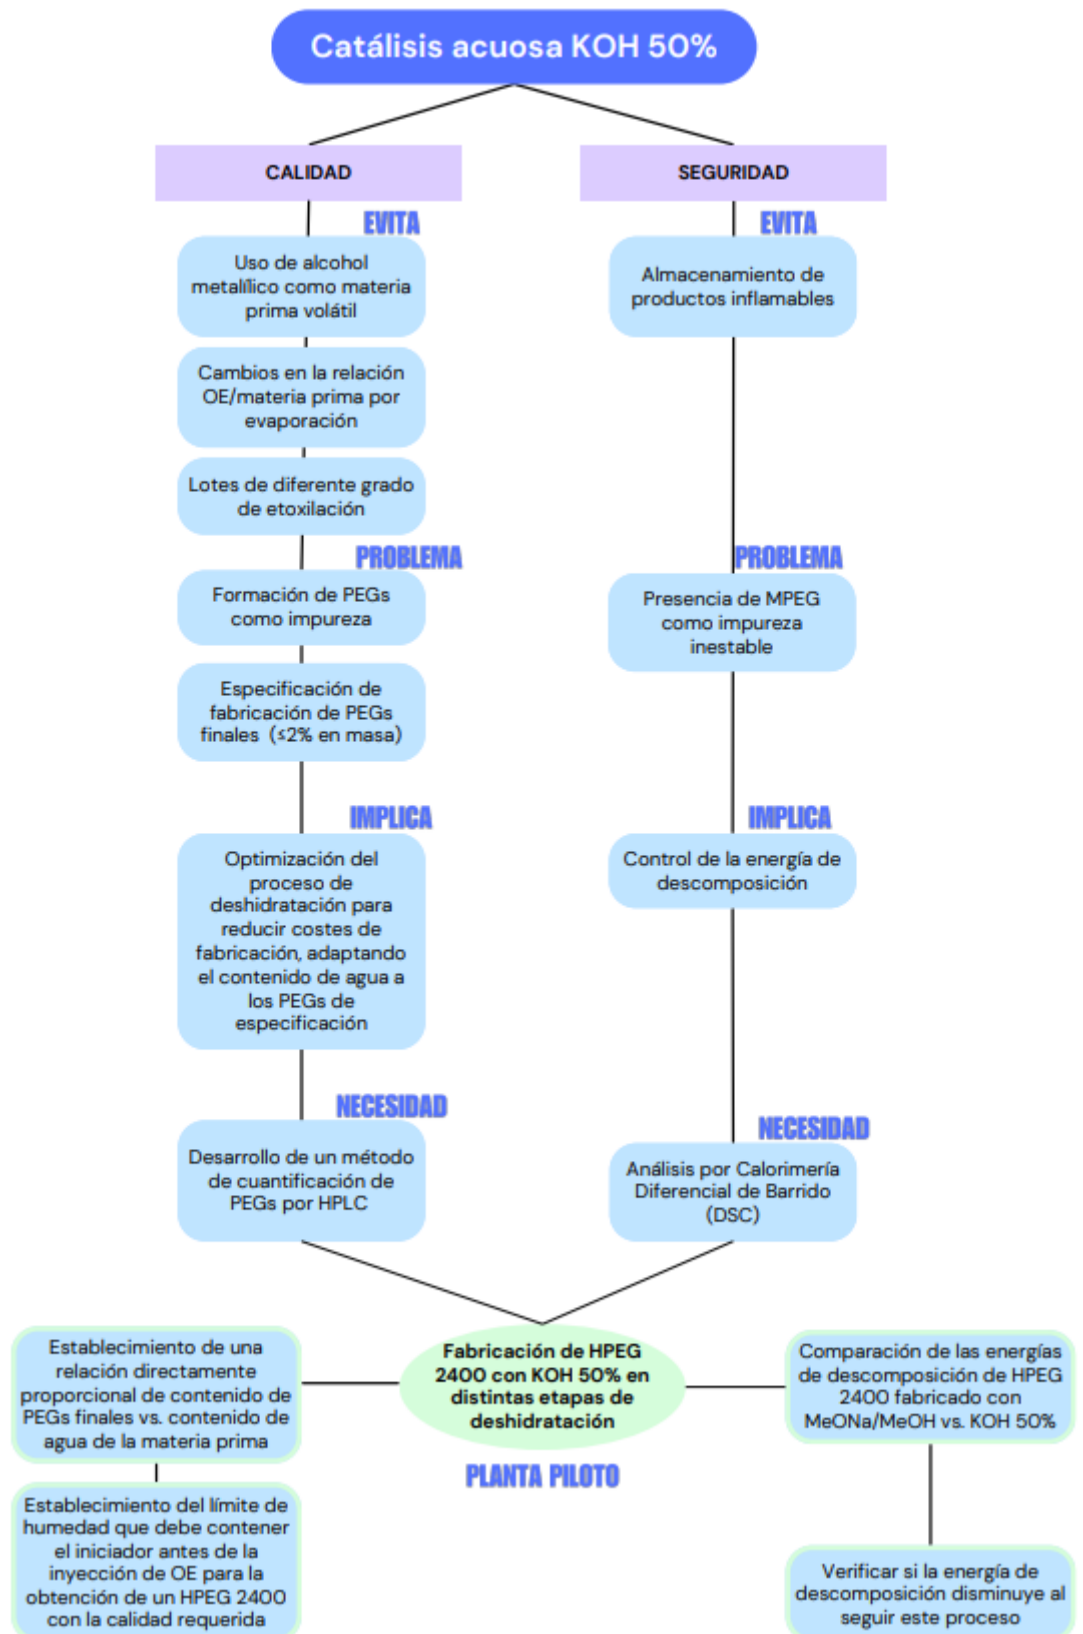 Catálisis acuosa KOH 50%
CALIDAD
EVITA
Uso de alcohol
metalílico como materia
prima volátil
Cambios en la relación
OE/materia prima por
evaporación
Lotes de diferente grado
de etoxilación
PROBLEMA
Formación de PEGs
como impureza
Especificación de
fabricación de PEGs
finales (≤2% en masa)
IMPLICA
Optimización del
proceso de
deshidratación para
reducir costes de
fabricación, adaptando
el contenido de agua a
los PEGs de
especificación
NECESIDAD
Desarrollo de un método
de cuantificación de
PEGs por HPLC
SEGURIDAD
EVITA
Almacenamiento de
productos inflamables
PROBLEMA
Presencia de MPEG
como impureza
inestable
IMPLICA
Control de la energía de
descomposición
NECESIDAD
Análisis por Calorimería
Diferencial de Barrido
(DSC)
Fabricación de HPEG
2400 con KOH 50% en
distintas etapas de
deshidratación
PLANTA PILOTO
Establecimiento de una
relación directamente
proporcional de contenido de
PEGs finales vs. contenido de
agua de la materia prima
Establecimiento del límite de
humedad que debe contener
el iniciador antes de la
inyección de OE para la
obtención de un HPEG 2400
con la calidad requerida
Comparación de las energías
de descomposición de HPEG
2400 fabricado con
MeONa/MeOH vs. KOH 50%
Verificar si la energía de
descomposición disminuye al
seguir este proceso